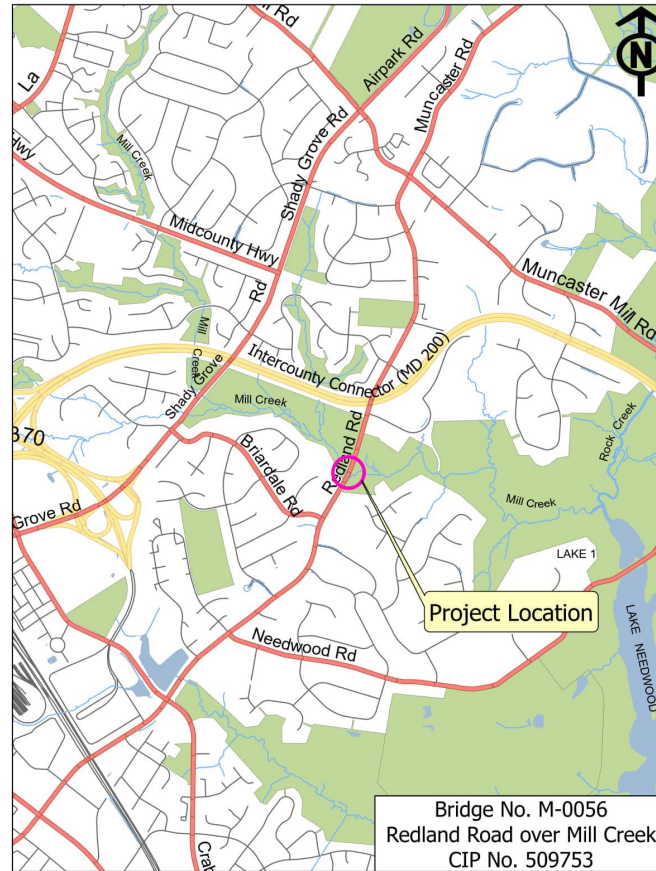 ill Rd
Airpark Rd
N
La
Muncaster Rd
Hwy
Mill Creek
Shady Grove Rd
Midcounty Hwy
Muncaster Mill Rd
Rd
Mill
Creek
Intercounty Connector (MD 200)
Shady Grove
Mill Creek
370
Redland Rd
Rock Creek
Briardale Rd
Grove Rd
Mill Creek
LAKE 1
Project Location
LAKE NEEDWOOD
Needwood Rd
Crab
Bridge No. M-0056
Redland Road over Mill Creek
CIP No. 509753